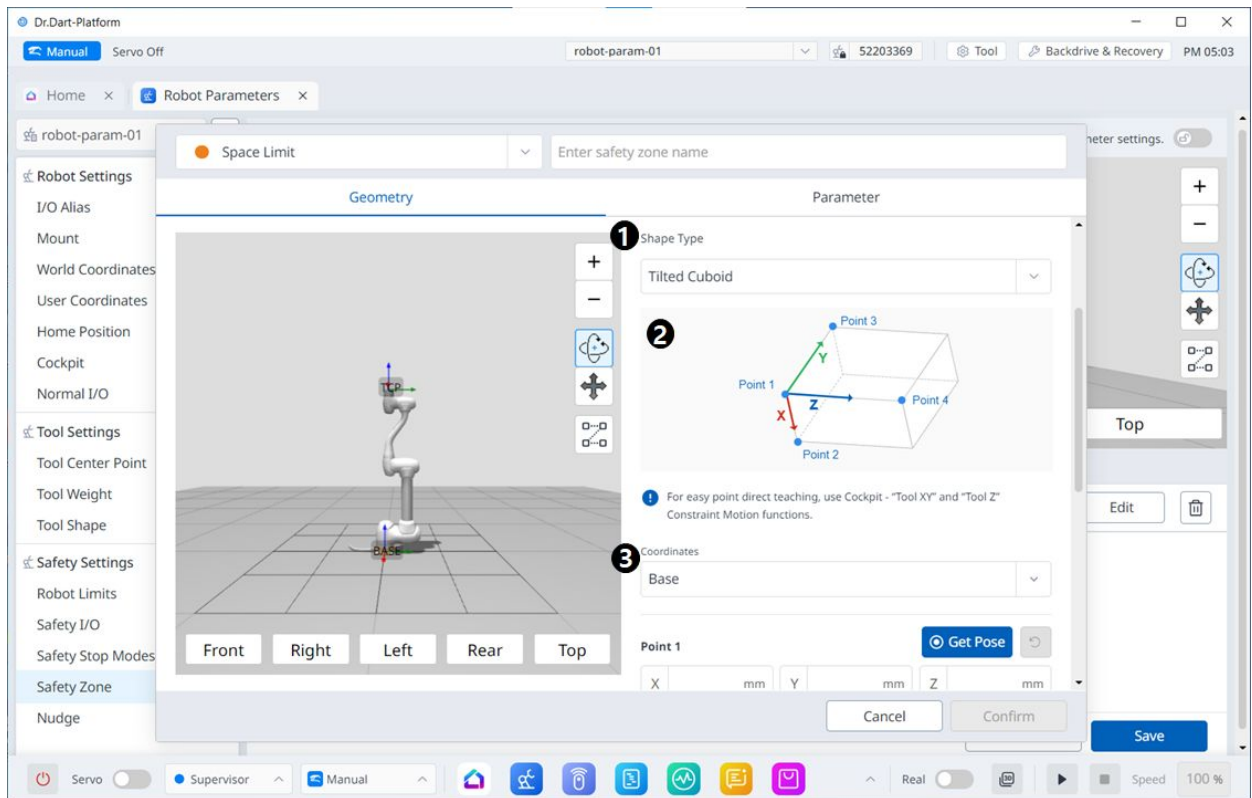 Dr.Dart-Platform
Manual Servo Off robot-param-01 52203369 Tool Backdrive & Recovery PM 05:03
Home Robot Parameters
robot-param-01
Space Limit Enter safety zone name
meter settings.
Robot Settings
I/O Alias
Mount
World Coordinates
User Coordinates
Home Position
Cockpit
Normal I/O
Tool Settings
Tool Center Point
Tool Weight
Tool Shape
Safety Settings
Robot Limits
Safety I/O
Safety Stop Modes
Safety Zone
Nudge
Geometry Parameter
TCP
BASE
Front Right Left Rear Top
1 Shape Type
Tilted Cuboid
2
Point 3
Y
Point 1
Z
Point 4
X
Point 2
For easy point direct teaching, use Cockpit - "Tool XY" and "Tool Z"
Constraint Motion functions.
3 Coordinates
Base
Point 1 Get Pose
X mm Y mm Z mm
Cancel Confirm
Top
Edit
Save
Servo Supervisor Manual Real 3D Speed 100 %